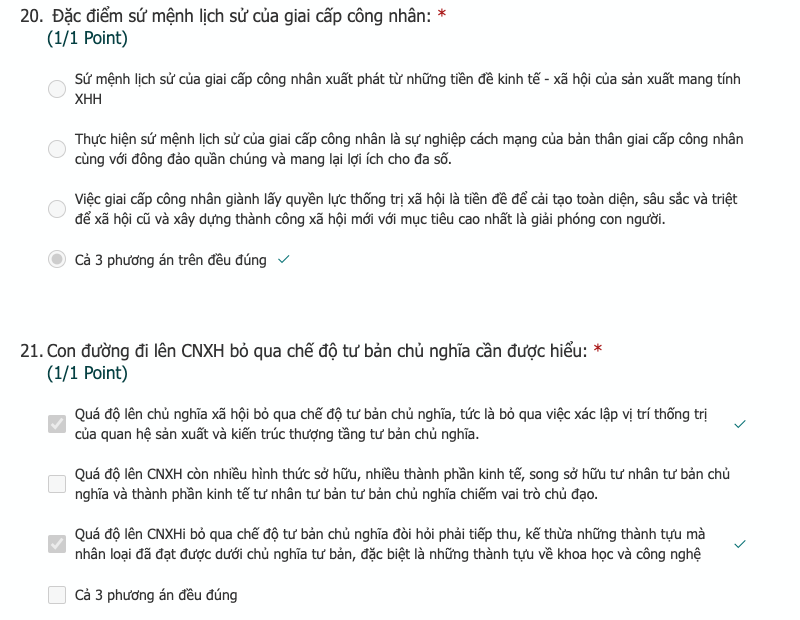 20. Đặc điểm sứ mệnh lịch sử của giai cấp công nhân: *
(1/1 Point)
Sứ mệnh lịch sử của giai cấp công nhân xuất phát từ những tiền đề kinh tế - xã hội của sản xuất mang tính
XHH
Thực hiện sứ mệnh lịch sử của giai cấp công nhân là sự nghiệp cách mạng của bản thân giai cấp công nhân
cùng với đông đảo quần chúng và mang lại lợi ích cho đa số.
Việc giai cấp công nhân giành lấy quyền lực thống trị xã hội là tiền đề để cải tạo toàn diện, sâu sắc và triệt
để xã hội cũ và xây dựng thành công xã hội mới với mục tiêu cao nhất là giải phóng con người.
Cả 3 phương án trên đều đúng
21. Con đường đi lên CNXH bỏ qua chế độ tư bản chủ nghĩa cần được hiểu: *
(1/1 Point)
Quá độ lên chủ nghĩa xã hội bỏ qua chế độ tư bản chủ nghĩa, tức là bỏ qua việc xác lập vị trí thống trị
của quan hệ sản xuất và kiến trúc thượng tầng tư bản chủ nghĩa.
Quá độ lên CNXH còn nhiều hình thức sở hữu, nhiều thành phần kinh tế, song sở hữu tư nhân tư bản chủ
nghĩa và thành phần kinh tế tư nhân tư bản tư bản chủ nghĩa chiếm vai trò chủ đạo.
Quá độ lên CNXHi bỏ qua chế độ tư bản chủ nghĩa đòi hỏi phải tiếp thu, kế thừa những thành tựu mà
nhân loại đã đạt được dưới chủ nghĩa tư bản, đặc biệt là những thành tựu về khoa học và công nghệ
Cả 3 phương án đều đúng